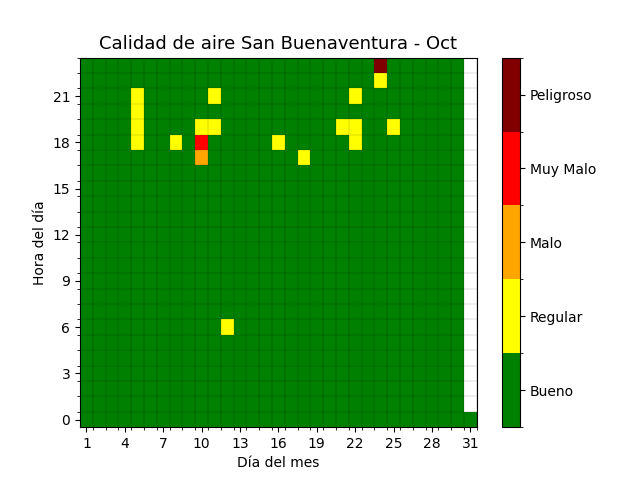 Calidad de aire San Buenaventura - Oct
Peligroso
Muy Malo
Malo
Regular
Bueno
Hora del día
21
18
15
12
9
6
3
0
1 4 7 10 13 16 19 22 25 28 31
Día del mes